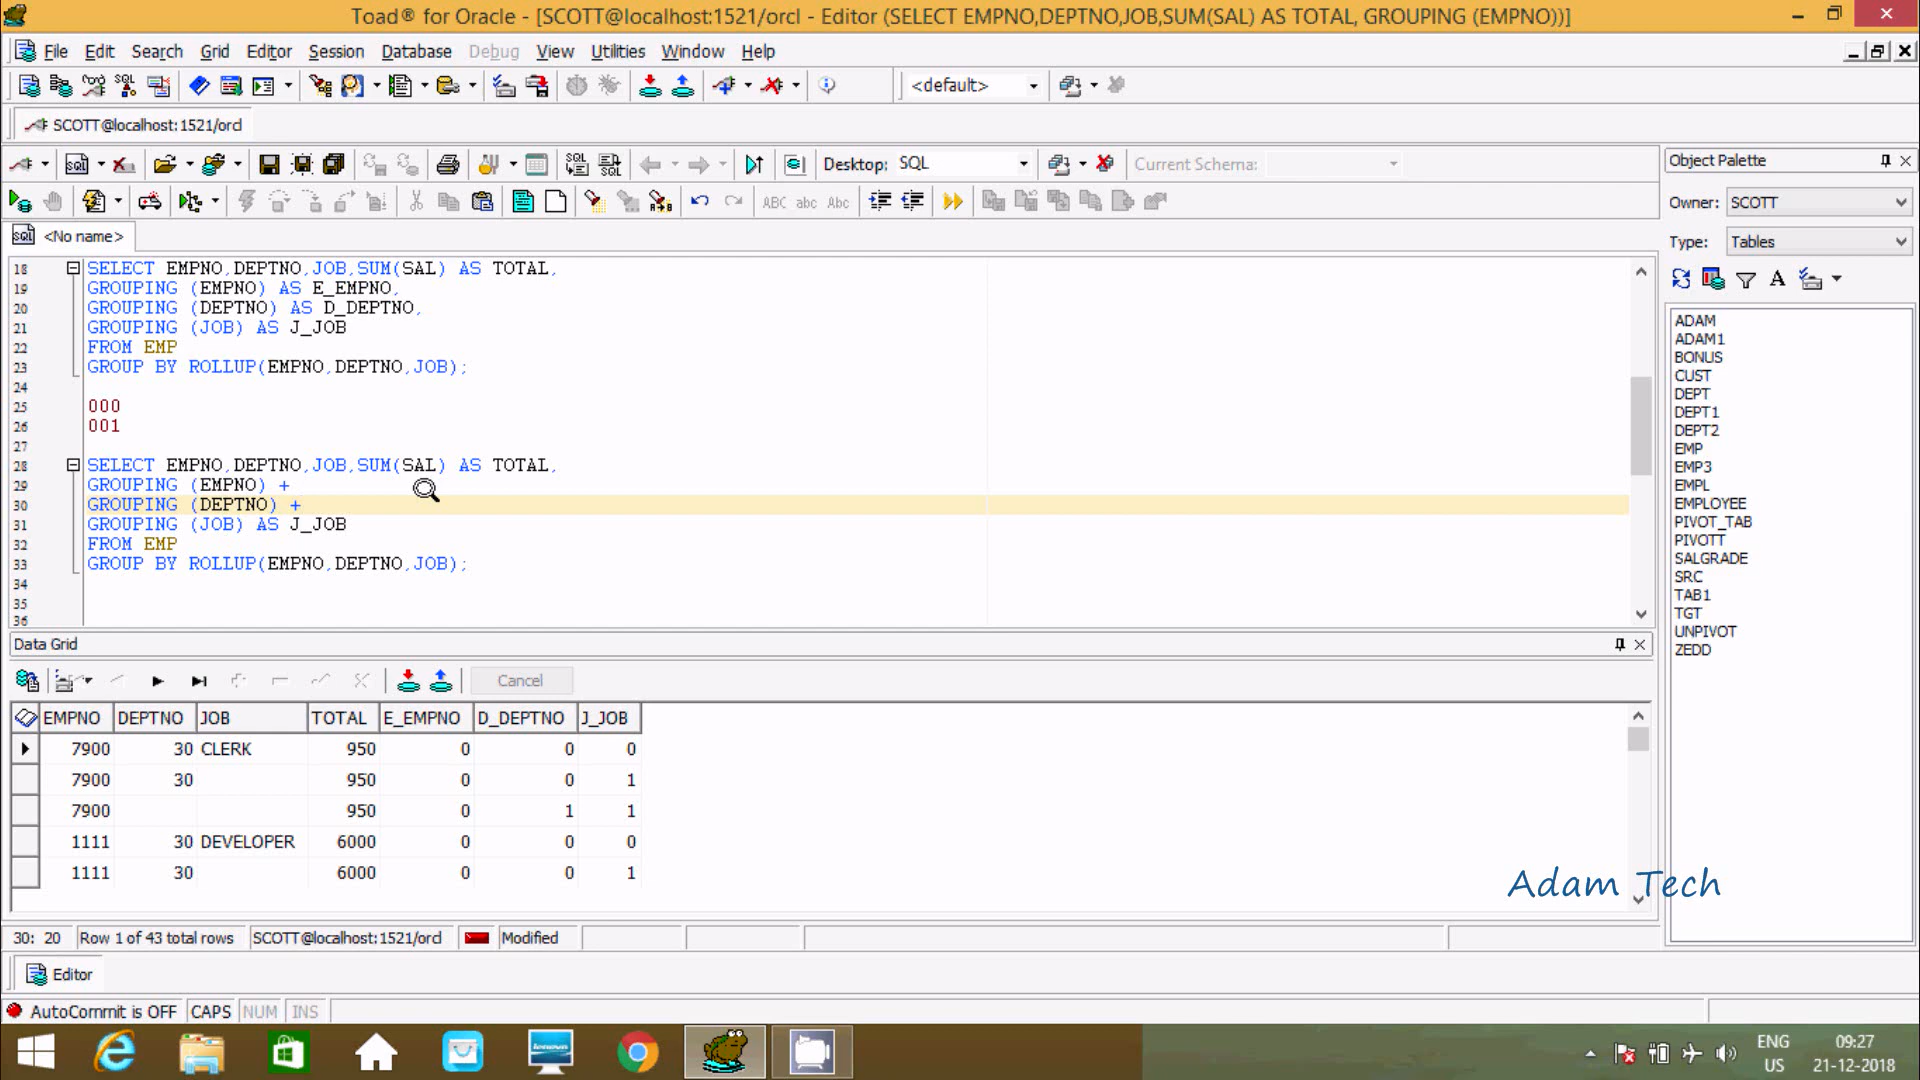 Toad® for Oracle - [SCOTT@localhost:1521/orcl - Editor (SELECT EMPNO,DEPTNO,JOB,SUM(SAL) AS TOTAL, GROUPING (EMPNO))]
File Edit Search Grid Editor Session Database Debug View Utilities Window Help
<default>
SCOTT@localhost:1521/orcl
Desktop: SQL Current Schema:
<No name>
18 SELECT EMPNO,DEPTNO,JOB,SUM(SAL) AS TOTAL,
19 GROUPING (EMPNO) AS E_EMPNO,
20 GROUPING (DEPTNO) AS D_DEPTNO,
21 GROUPING (JOB) AS J_JOB
22 FROM EMP
23 GROUP BY ROLLUP(EMPNO,DEPTNO,JOB);
24
25 000
26 001
27
28 SELECT EMPNO,DEPTNO,JOB,SUM(SAL) AS TOTAL,
29 GROUPING (EMPNO) +
30 GROUPING (DEPTNO) +
31 GROUPING (JOB) AS J_JOB
32 FROM EMP
33 GROUP BY ROLLUP(EMPNO,DEPTNO,JOB);
34
35
36
Data Grid
Cancel
EMPNO DEPTNO JOB TOTAL E_EMPNO D_DEPTNO J_JOB
7900 30 CLERK 950 0 0 0
7900 30 950 0 0 1
7900 950 0 1 1
1111 30 DEVELOPER 6000 0 0 0
1111 30 6000 0 0 1
Adam Tech
30: 20 Row 1 of 43 total rows SCOTT@localhost:1521/orcl Modified
Editor
AutoCommit is OFF CAPS NUM INS
Object Palette
Owner: SCOTT
Type: Tables
ADAM
ADAM1
BONUS
CUST
DEPT
DEPT1
DEPT2
EMP
EMP3
EMPL
EMPLOYEE
PIVOT_TAB
PIVOTT
SALGRADE
SRC
TAB1
TGT
UNPIVOT
ZEDD
ENG
US
09:27
21-12-2018